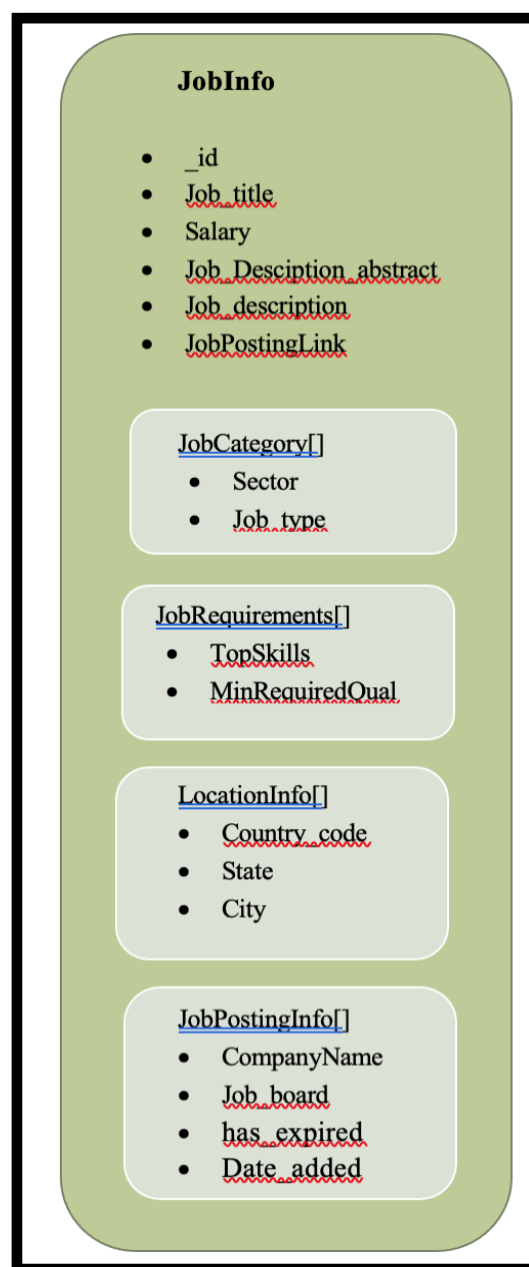 JobInfo
• _id
• Job_title
• Salary
• Job_Desciption_abstract
• Job_description
• JobPostingLink
JobCategory[]
• Sector
• Job_type
JobRequirements[]
• TopSkills
• MinRequiredQual
LocationInfo[]
• Country_code
• State
• City
JobPostingInfo[]
• CompanyName
• Job_board
• has_expired
• Date_added